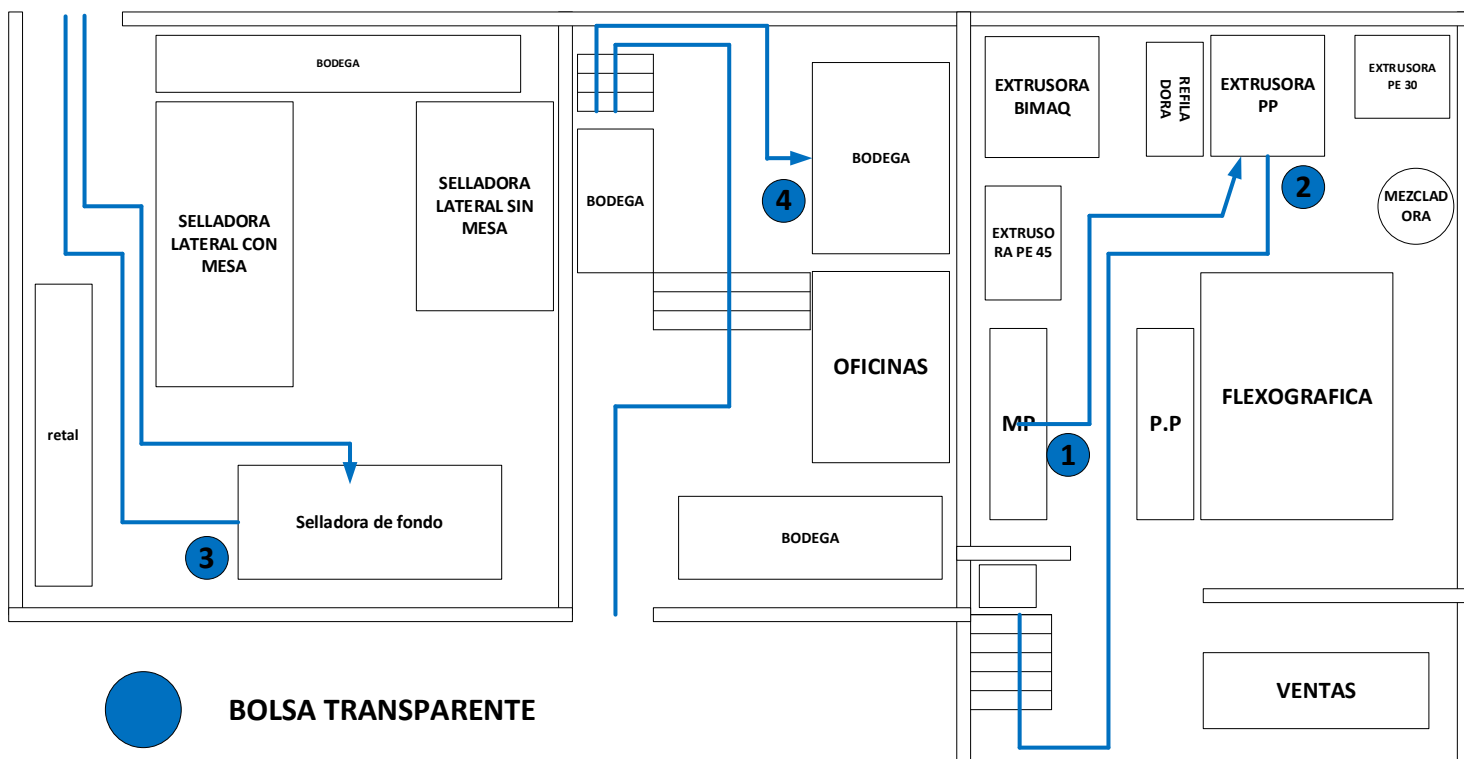 BODEGA
SELLADORA
LATERAL CON
MESA
SELLADORA
LATERAL SIN
MESA
retal
Selladora de fondo
3
BODEGA
4
BODEGA
OFICINAS
BODEGA
EXTRUSORA
BIMAQ
REFILA
DORA
EXTRUSORA
PP
EXTRUSORA
PE 30
2
MEZCLAD
ORA
EXTRUSO
RA PE 45
MP
1
P.P
FLEXOGRAFICA
VENTAS
BOLSA TRANSPARENTE